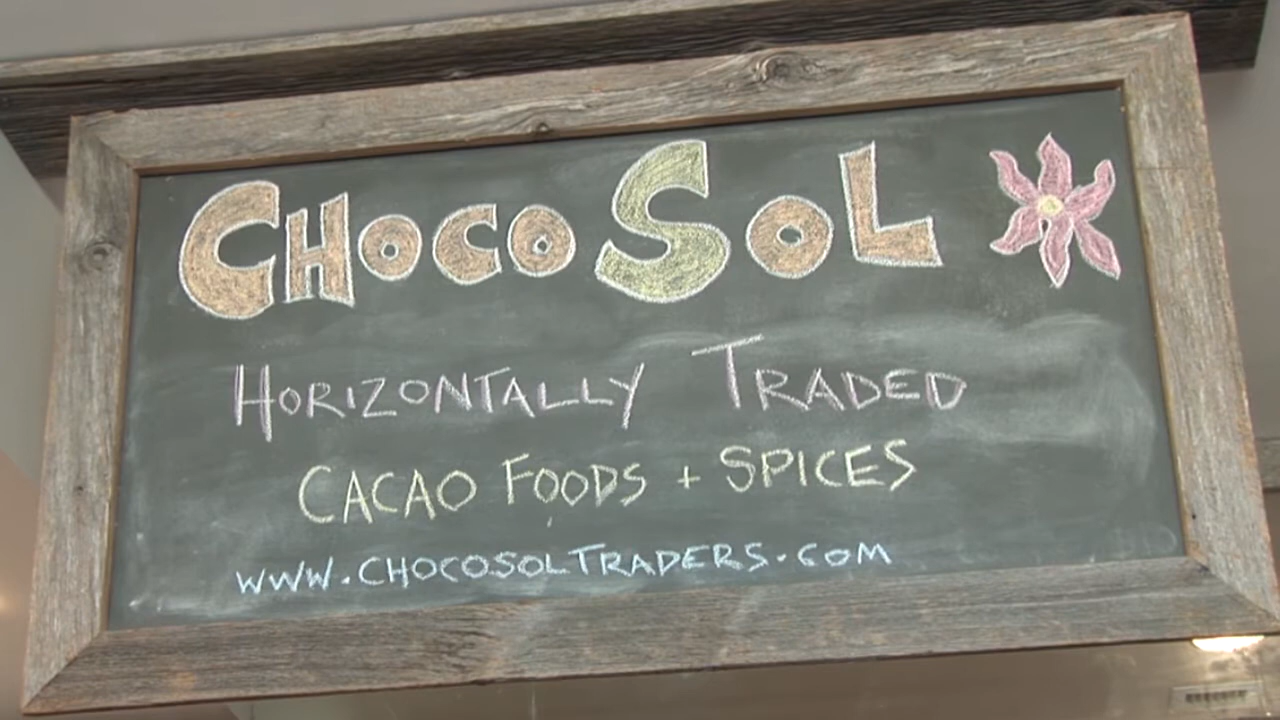 CHOCOSOL
HORIZONTALLY TRADED
CACAO FOODS + SPICES
WWW.CHOCOSOLTRADERS.COM